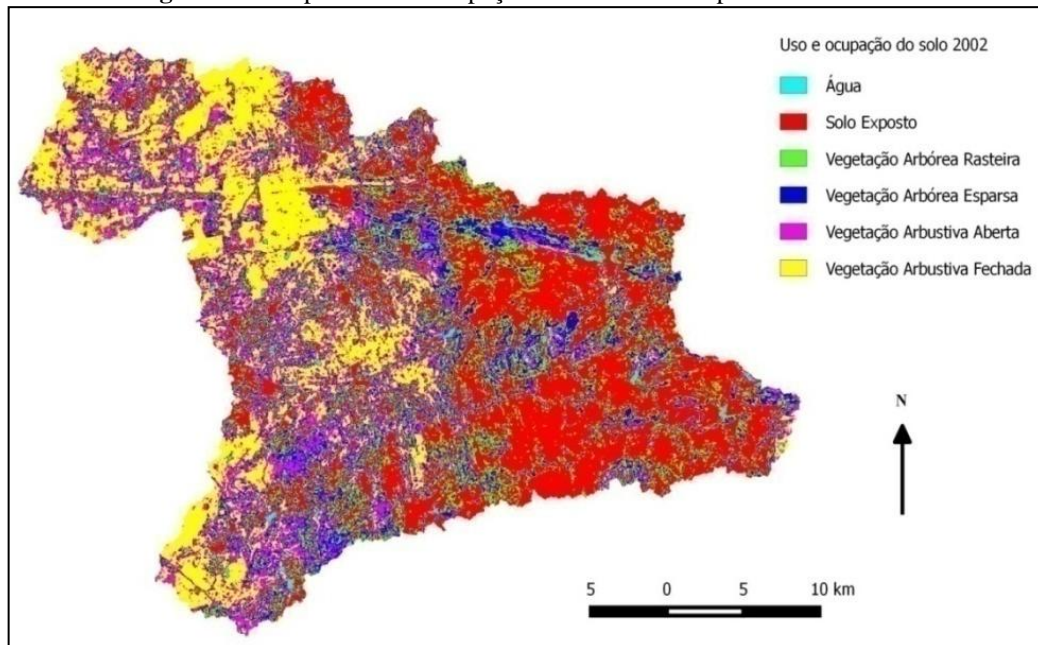 Uso e ocupação do solo 2002
Água
Solo Exposto
Vegetação Arbórea Rasteira
Vegetação Arbórea Esparsa
Vegetação Arbustiva Aberta
Vegetação Arbustiva Fechada
N
5 0 5 10 km